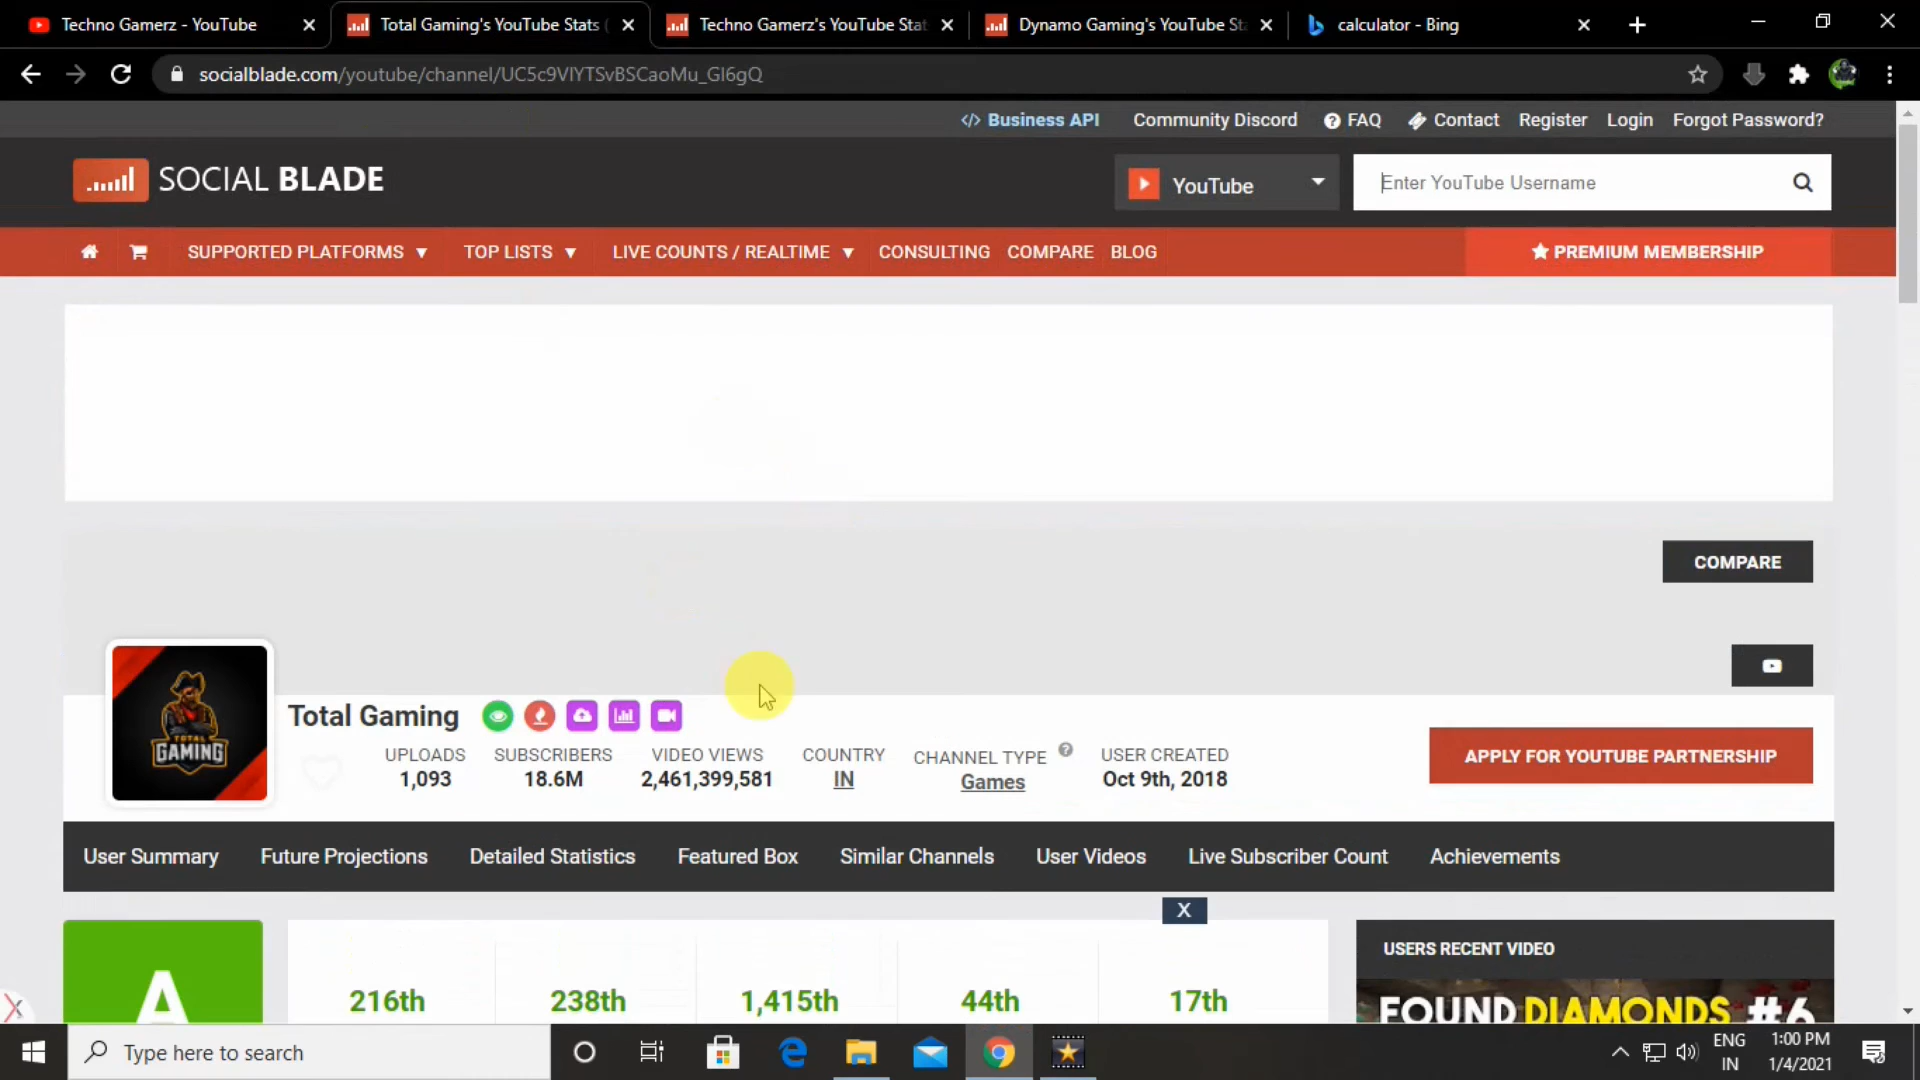 Techno Gamerz - YouTube
Total Gaming's YouTube Stats (
Techno Gamerz's YouTube Stat
Dynamo Gaming's YouTube St
calculator - Bing
socialblade.com/youtube/channel/UC5c9VlYTSvBSCaoMu_GI6gQ
</> Business API
Community Discord
FAQ
Contact
Register
Login
Forgot Password?
SOCIAL BLADE
YouTube
Enter YouTube Username
SUPPORTED PLATFORMS
TOP LISTS
LIVE COUNTS / REALTIME
CONSULTING
COMPARE
BLOG
PREMIUM MEMBERSHIP
COMPARE
TOTAL
GAMING
Total Gaming
UPLOADS
1,093
SUBSCRIBERS
18.6M
VIDEO VIEWS
2,461,399,581
COUNTRY
IN
CHANNEL TYPE
Games
USER CREATED
Oct 9th, 2018
APPLY FOR YOUTUBE PARTNERSHIP
User Summary
Future Projections
Detailed Statistics
Featured Box
Similar Channels
User Videos
Live Subscriber Count
Achievements
X
A
216th
238th
1,415th
44th
17th
USERS RECENT VIDEO
FOUND DIAMONDS #6
Type here to search
ENG
IN
1:00 PM
1/4/2021